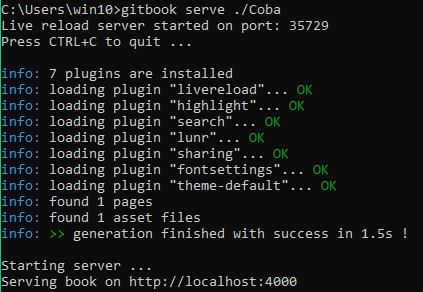 C:\Users\win10>gitbook serve ./Coba
Live reload server started on port: 35729
Press CTRL+C to quit ...
info: 7 plugins are installed
info: loading plugin "livereload"... OK
info: loading plugin "highlight"... OK
info: loading plugin "search"... OK
info: loading plugin "lunr"... OK
info: loading plugin "sharing"... OK
info: loading plugin "fontsettings"... OK
info: loading plugin "theme-default"... OK
info: found 1 pages
info: found 1 asset files
info: >> generation finished with success in 1.5s !
Starting server ...
Serving book on http://localhost:4000